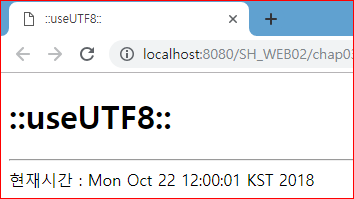 ::useUTF8::
localhost:8080/SH_WEB02/chap03
::useUTF8::
현재시간 : Mon Oct 22 12:00:01 KST 2018